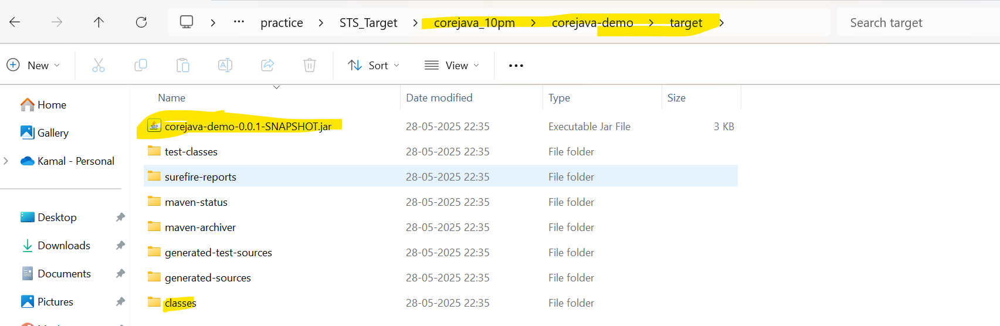 ··· practice STS_Target corejava_10pm corejava-demo target Search target
New Sort View ···
Name Date modified Type Size
Home
Gallery
Kamal - Personal
Desktop
Downloads
Documents
Pictures
corejava-demo-0.0.1-SNAPSHOT.jar 28-05-2025 22:35 Executable Jar File 3 KB
test-classes 28-05-2025 22:35 File folder
surefire-reports 28-05-2025 22:35 File folder
maven-status 28-05-2025 22:35 File folder
maven-archiver 28-05-2025 22:35 File folder
generated-test-sources 28-05-2025 22:35 File folder
generated-sources 28-05-2025 22:35 File folder
classes 28-05-2025 22:35 File folder